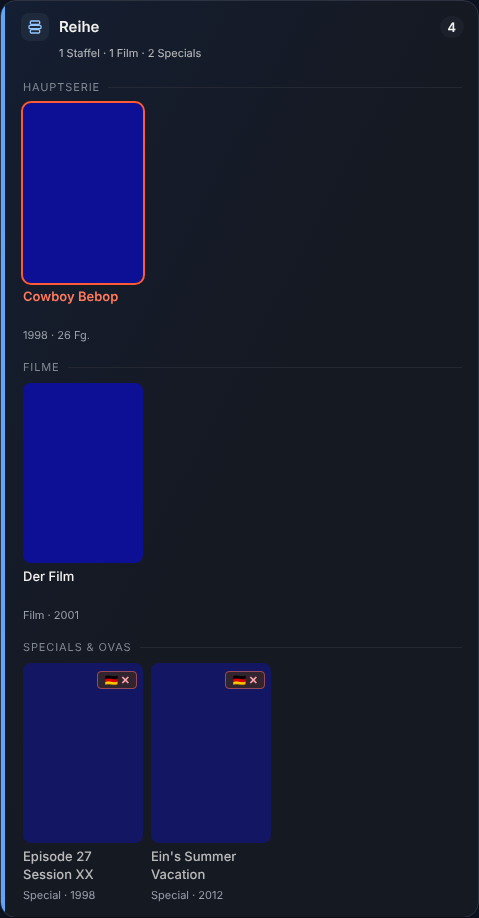 Reihe
4
1 Staffel · 1 Film · 2 Specials
HAUPTSERIE
Cowboy Bebop
1998 · 26 Fg.
FILME
Der Film
Film · 2001
SPECIALS & OVAS
🇩🇪 ✕
🇩🇪 ✕
Episode 27
Session XX
Special · 1998
Ein's Summer
Vacation
Special · 2012